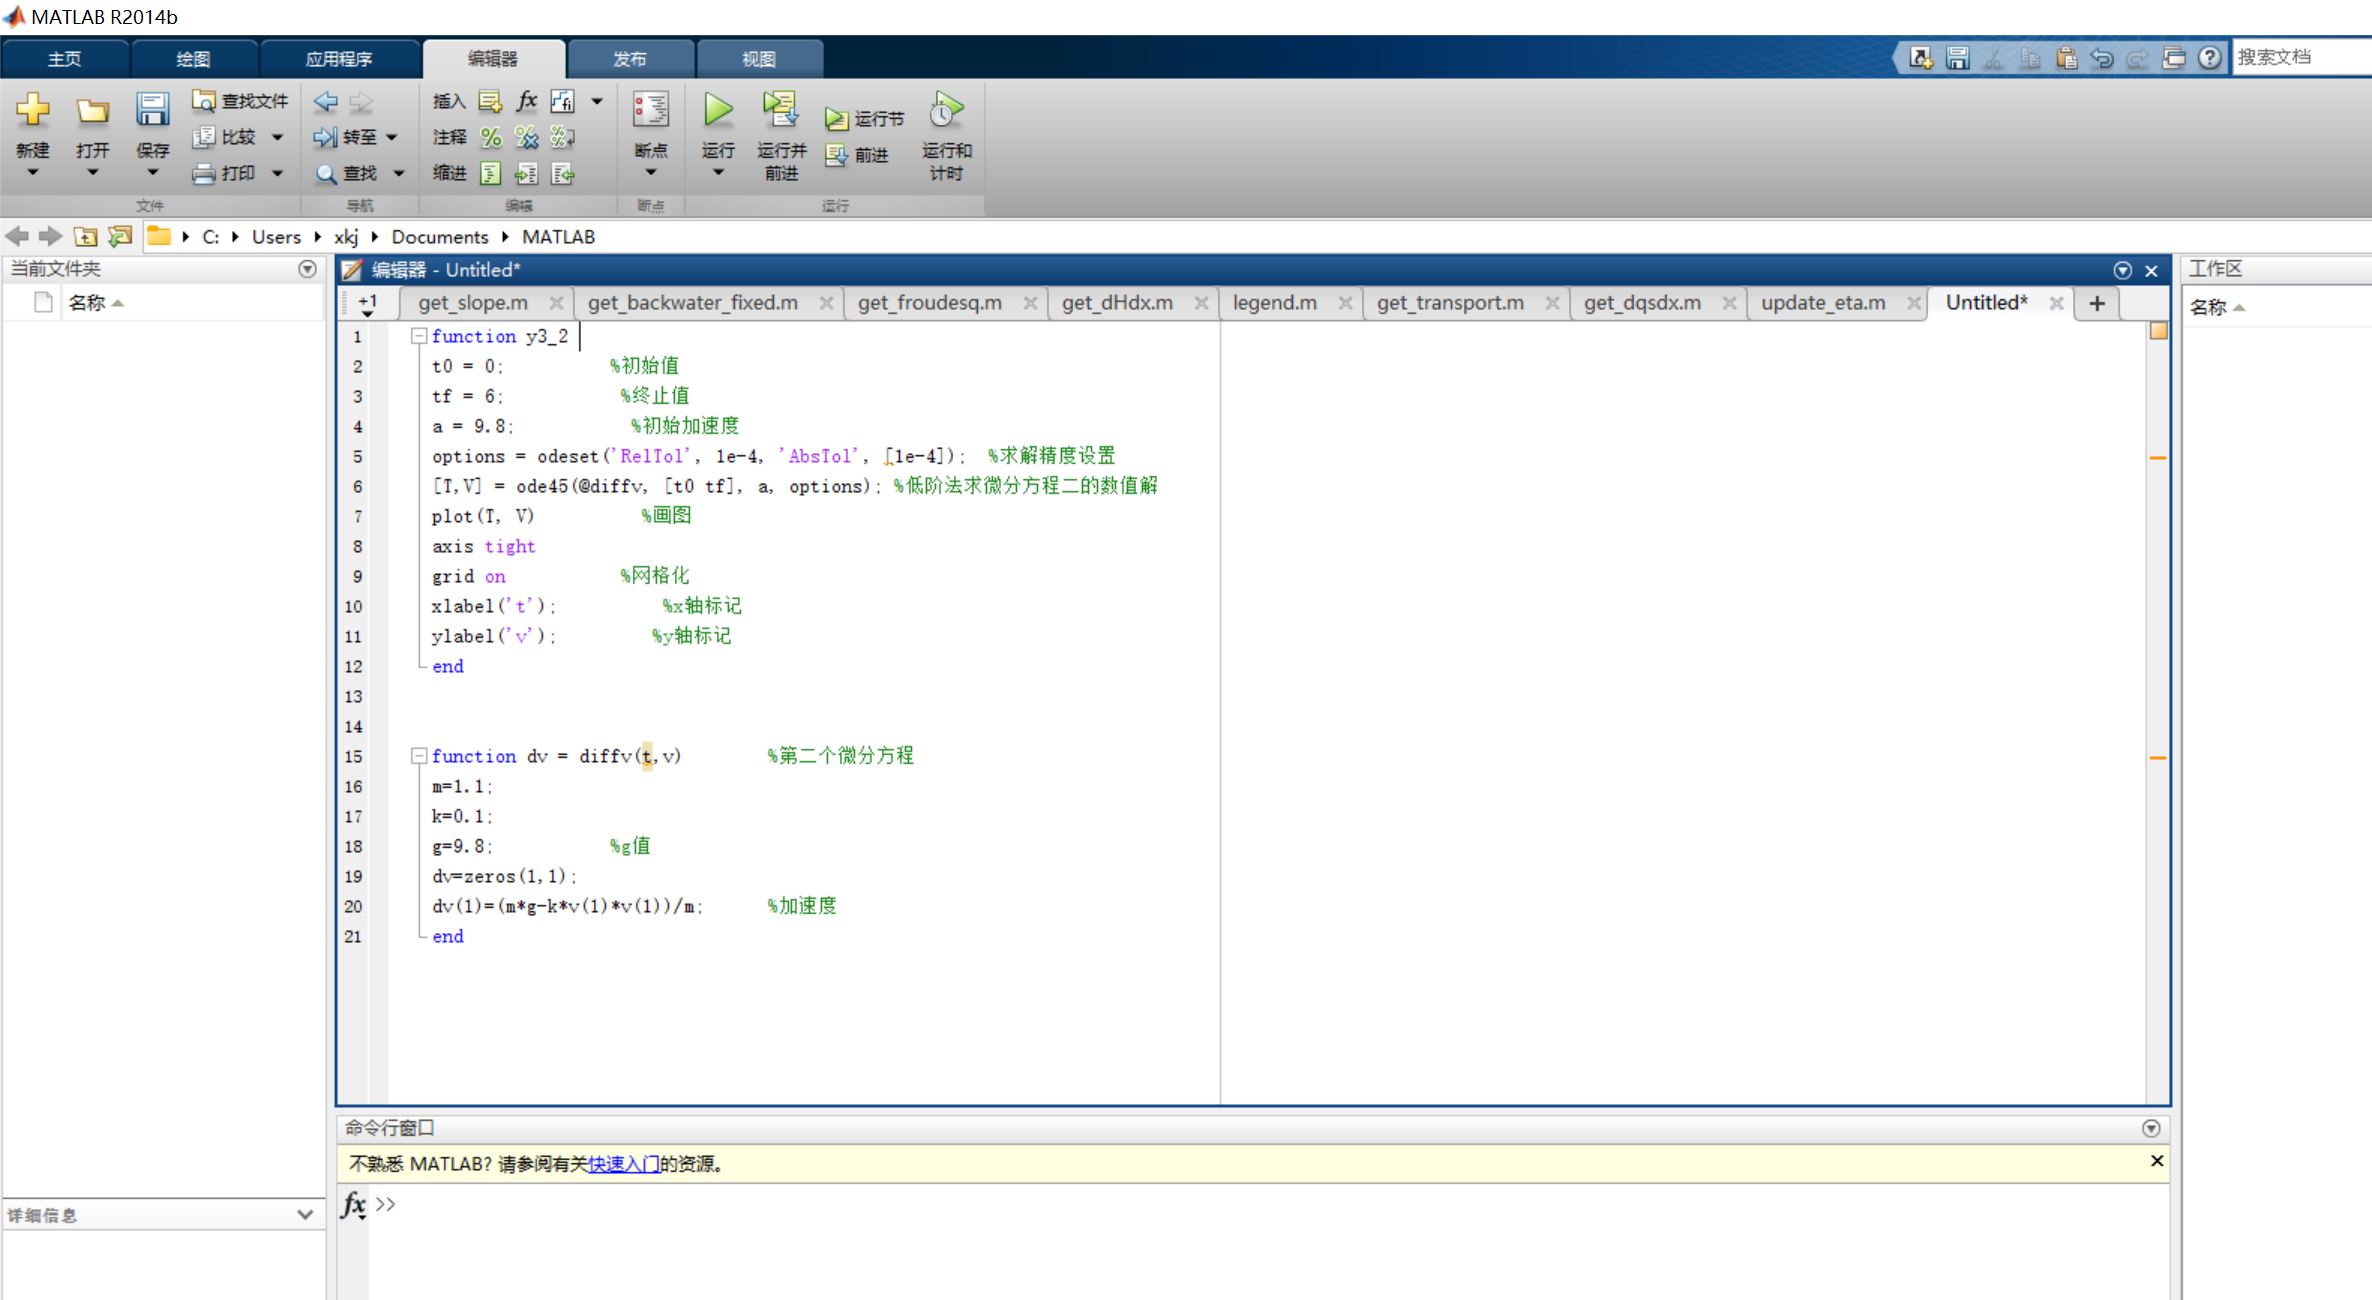 MATLAB R2014b
主页 绘图 应用程序 编辑器 发布 视图 搜索文档
新建 打开 保存 查找文件 比较 打印 转至 查找 插入 fx fi 注释 缩进 断点 运行 运行并前进 运行节 前进 运行和计时
文件 导航 编辑 断点 运行
C: Users xkj Documents MATLAB
当前文件夹
名称
编辑器 - Untitled*
工作区
名称
+1 get_slope.m get_backwater_fixed.m get_froudesq.m get_dHdx.m legend.m get_transport.m get_dqsdx.m update_eta.m Untitled* +
1 function y3_2
2 t0 = 0; %初始值
3 tf = 6; %终止值
4 a = 9.8; %初始加速度
5 options = odeset('RelTol', 1e-4, 'AbsTol', [1e-4]); %求解精度设置
6 [T,V] = ode45(@diffv, [t0 tf], a, options); %低阶法求微分方程二的数值解
7 plot(T, V) %画图
8 axis tight
9 grid on %网格化
10 xlabel('t'); %x轴标记
11 ylabel('v'); %y轴标记
12 end
13
14
15 function dv = diffv(t,v) %第二个微分方程
16 m=1.1;
17 k=0.1;
18 g=9.8; %g值
19 dv=zeros(1,1);
20 dv(1)=(m*g-k*v(1)*v(1))/m; %加速度
21 end
命令行窗口
不熟悉 MATLAB? 请参阅有关快速入门的资源。
fx >>
详细信息